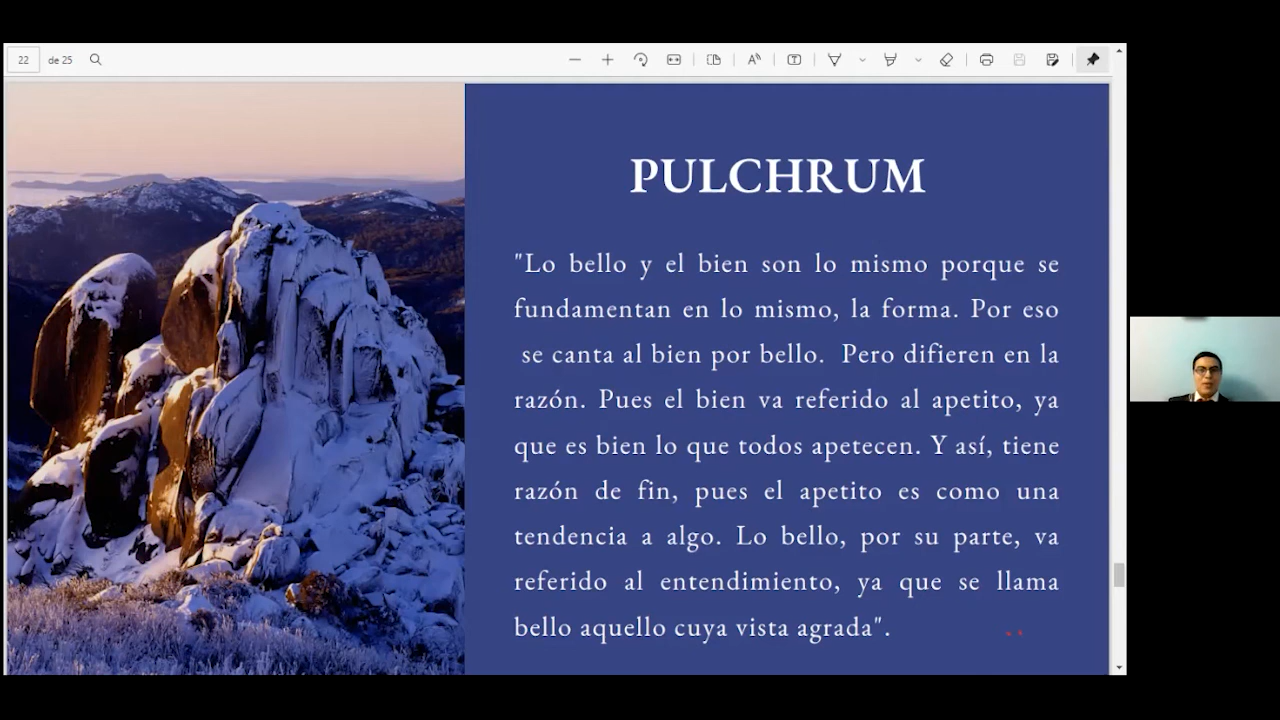 22 de 25
PULCHRUM
"Lo bello y el bien son lo mismo porque se
fundamentan en lo mismo, la forma. Por eso
se canta al bien por bello. Pero difieren en la
razón. Pues el bien va referido al apetito, ya
que es bien lo que todos apetecen. Y así, tiene
razón de fin, pues el apetito es como una
tendencia a algo. Lo bello, por su parte, va
referido al entendimiento, ya que se llama
bello aquello cuya vista agrada".